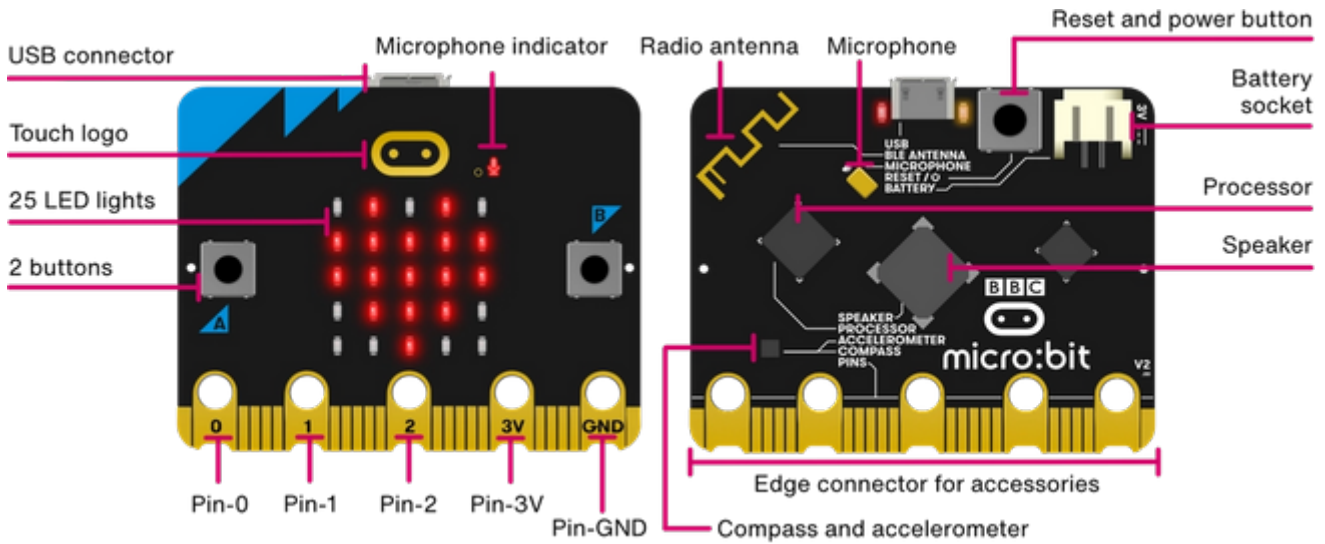 USB connector
Microphone indicator
Radio antenna
Microphone
Reset and power button
Battery
socket
Touch logo
25 LED lights
2 buttons
Processor
Speaker
B
A
0
1
2
3V
GND
Pin-0
Pin-1
Pin-2
Pin-3V
Pin-GND
3V
USB
BLE ANTENNA
MICROPHONE
RESET/
BATTERY
SPEAKER
PROCESSOR
ACCELEROMETER
COMPASS
PINS
BBC
micro:bit
V2
Edge connector for accessories
Compass and accelerometer